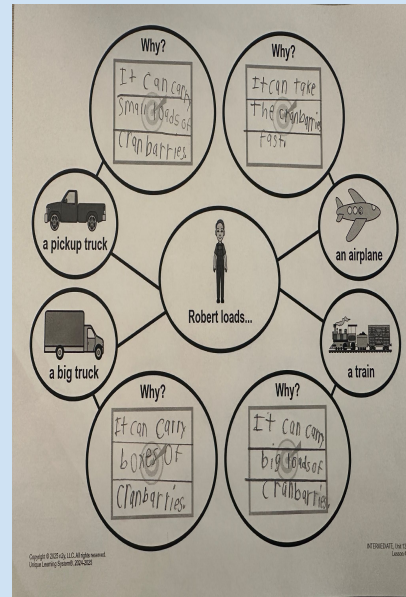 Why?
It can carry
small loads of
cranbarries.
Why?
It can take
the cranbarries
fast.
a pickup truck
an airplane
Robert loads...
a big truck
a train
Why?
It can carry
boxes of
cranbarries.
Why?
It can carry
big loads of
cranbarries.
Copyright © 2025 n2y, LLC. All rights reserved.
Unique Learning System®, 2024-2025
INTERMEDIATE, Unit
Lesson